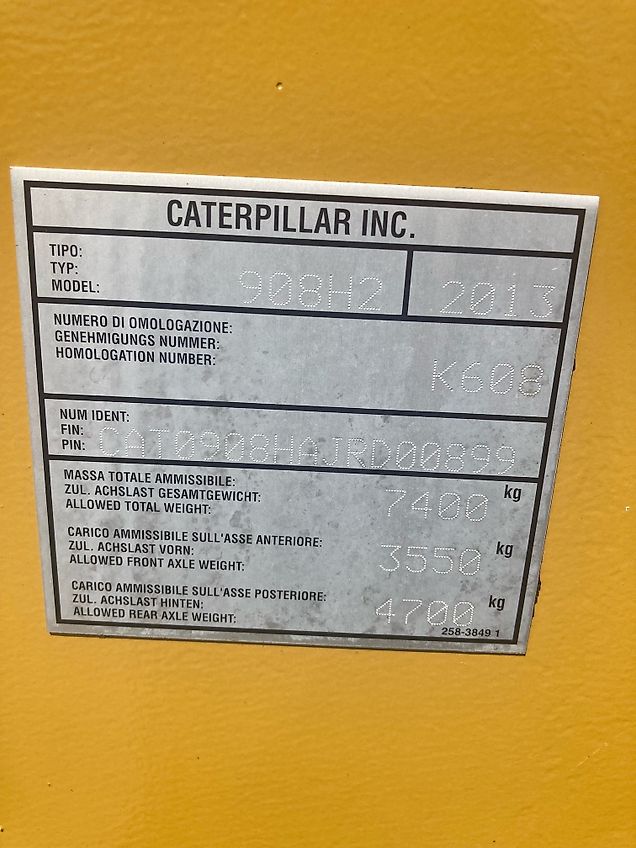 CATERPILLAR INC.
TIPO:
TYP:
MODEL: 908H2 2013
NUMERO DI OMOLOGAZIONE:
GENEHMIGUNGS NUMMER:
HOMOLOGATION NUMBER: K608
NUM IDENT:
FIN:
PIN: CAT0908HAJRD00899
MASSA TOTALE AMMISSIBILE:
ZUL. ACHSLAST GESAMTGEWICHT:
ALLOWED TOTAL WEIGHT: 7400 kg
CARICO AMMISSIBILE SULL'ASSE ANTERIORE:
ZUL. ACHSLAST VORN:
ALLOWED FRONT AXLE WEIGHT: 3550 kg
CARICO AMMISSIBILE SULL'ASSE POSTERIORE:
ZUL. ACHSLAST HINTEN:
ALLOWED REAR AXLE WEIGHT: 4700 kg
258-3849 1